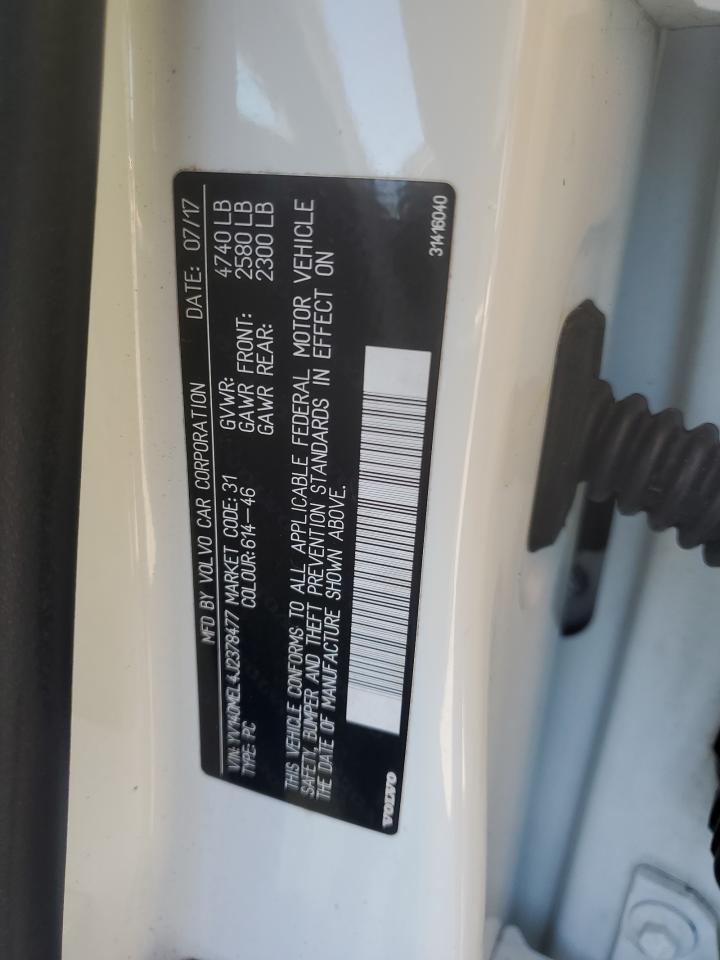 MFD BY VOLVO CAR CORPORATION DATE: 07/17
VIN: YV140MEL4J2378477 MARKET CODE: 31 GVWR: 4740 LB
TYPE: PC COLOUR: 614-46 GAWR FRONT: 2580 LB
GAWR REAR: 2300 LB
THIS VEHICLE CONFORMS TO ALL APPLICABLE FEDERAL MOTOR VEHICLE
SAFETY, BUMPER AND THEFT PREVENTION STANDARDS IN EFFECT ON
THE DATE OF MANUFACTURE SHOWN ABOVE.
VOLVO 31416040